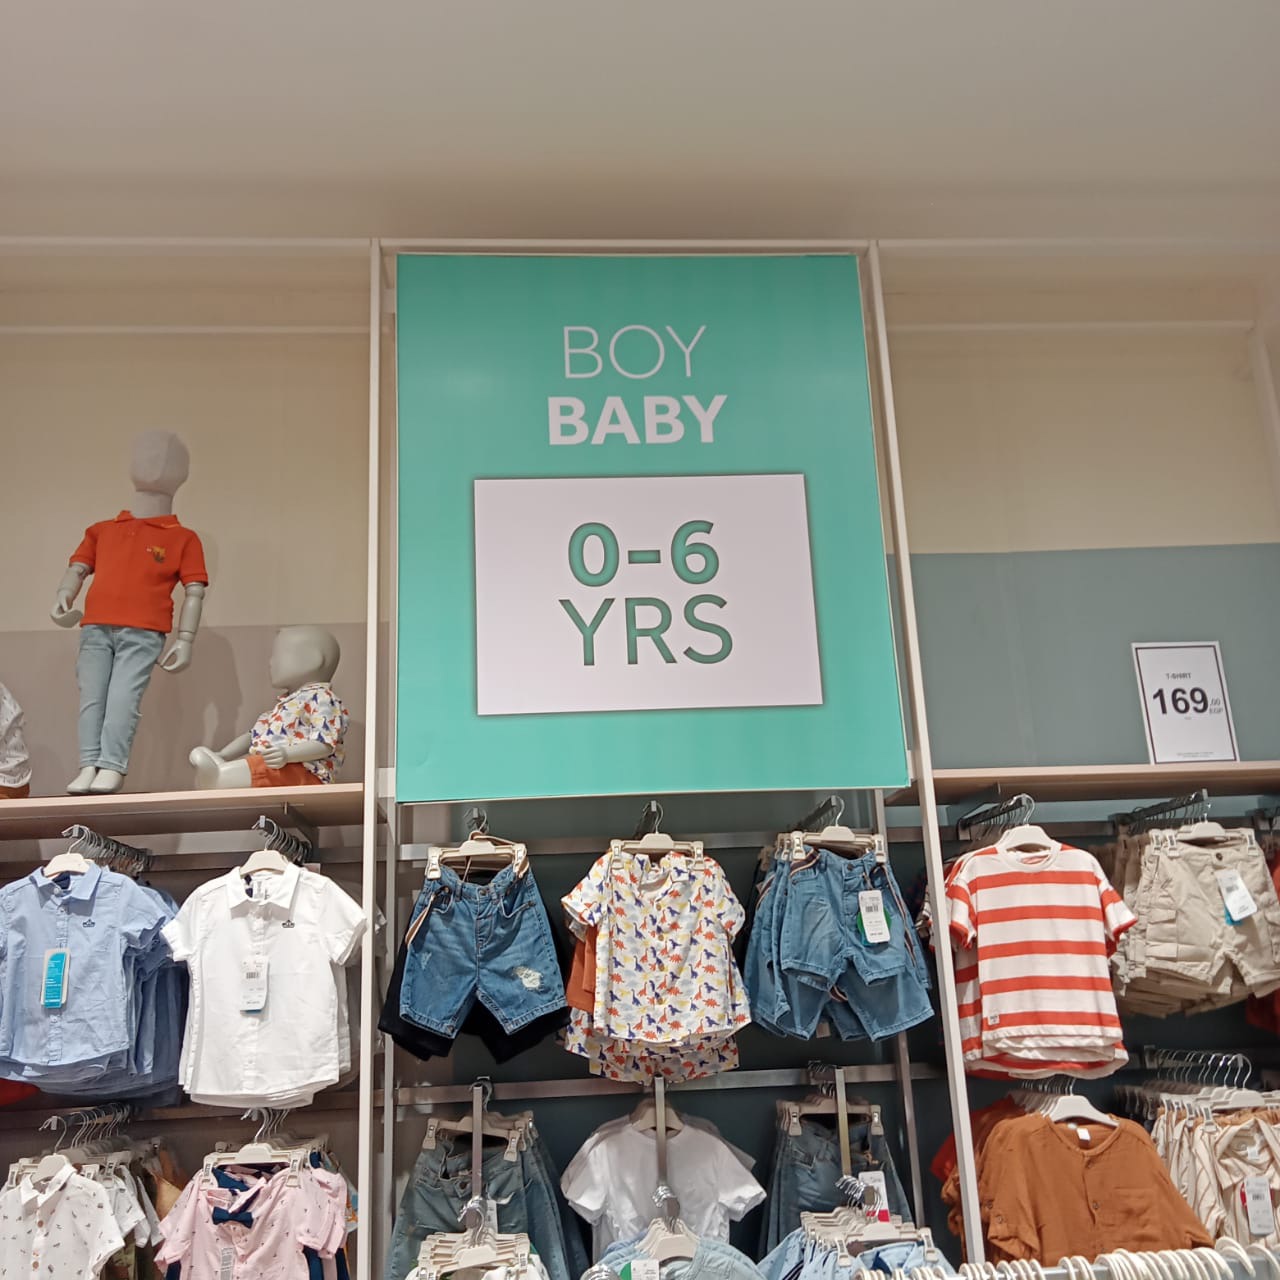 BOY
BABY
0-6
YRS
T-SHIRT
169.00
EGP